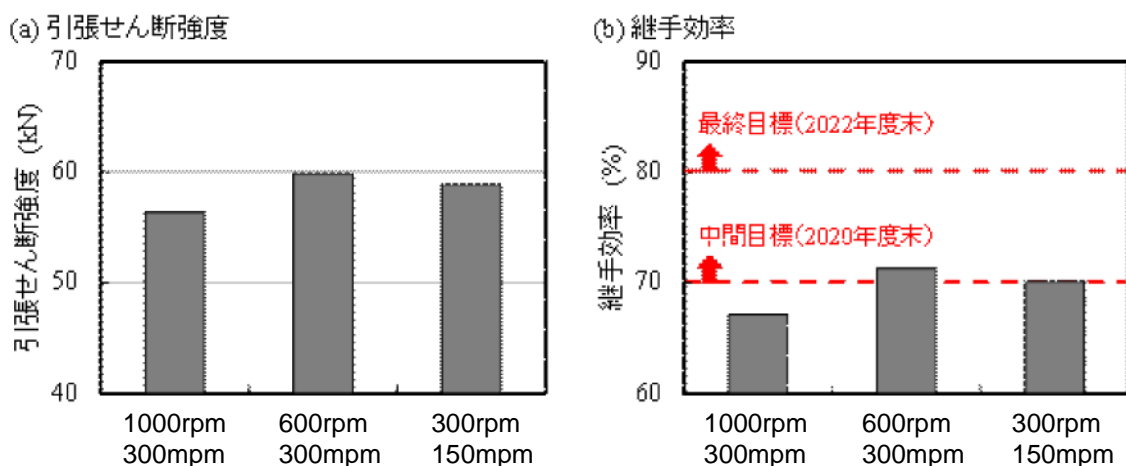 (a) 引張せん断強度
70
60
50
40
引張せん断強度 (kN)
1000rpm
300mpm
600rpm
300mpm
300rpm
150mpm
(b) 継手効率
90
80
70
60
継手効率 (%)
最終目標(2022年度末)
中間目標(2020年度末)
1000rpm
300mpm
600rpm
300mpm
300rpm
150mpm